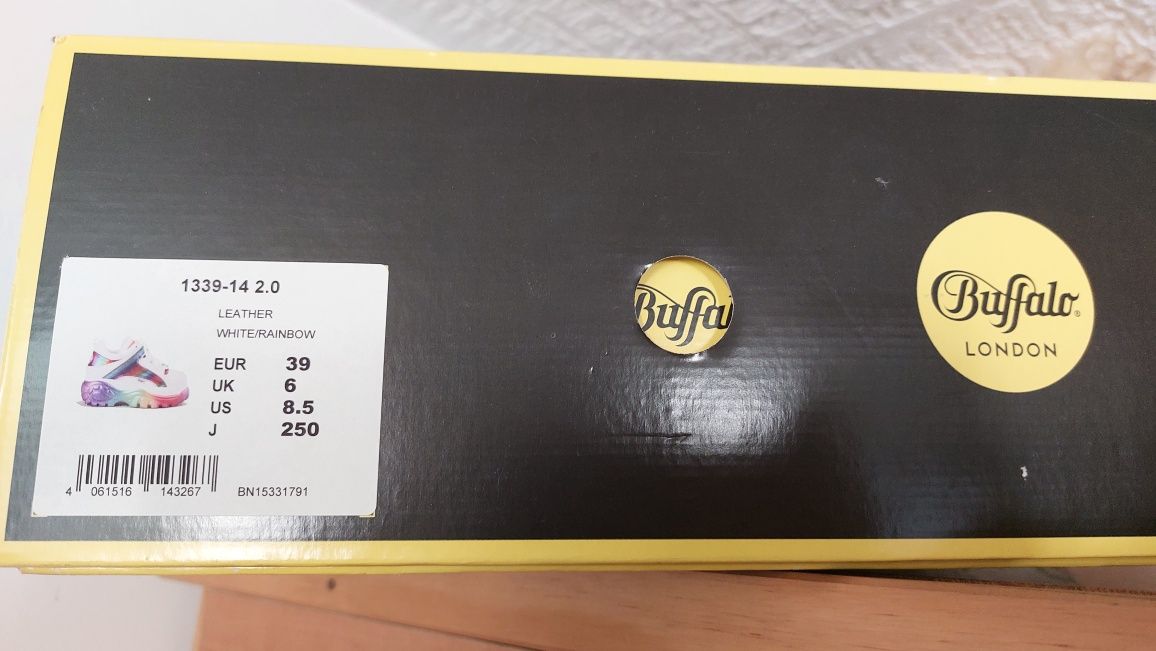 1339-14 2.0
LEATHER
WHITE/RAINBOW
EUR 39
UK 6
US 8.5
J 250
4 061516 143267 BN15331791
Buffal
Buffalo®
LONDON